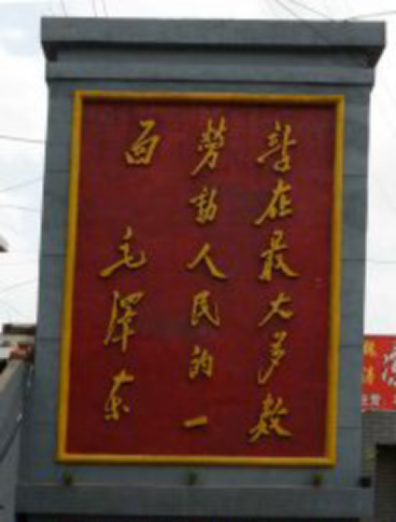 站在最大多数
劳动人民的一
面
毛泽东